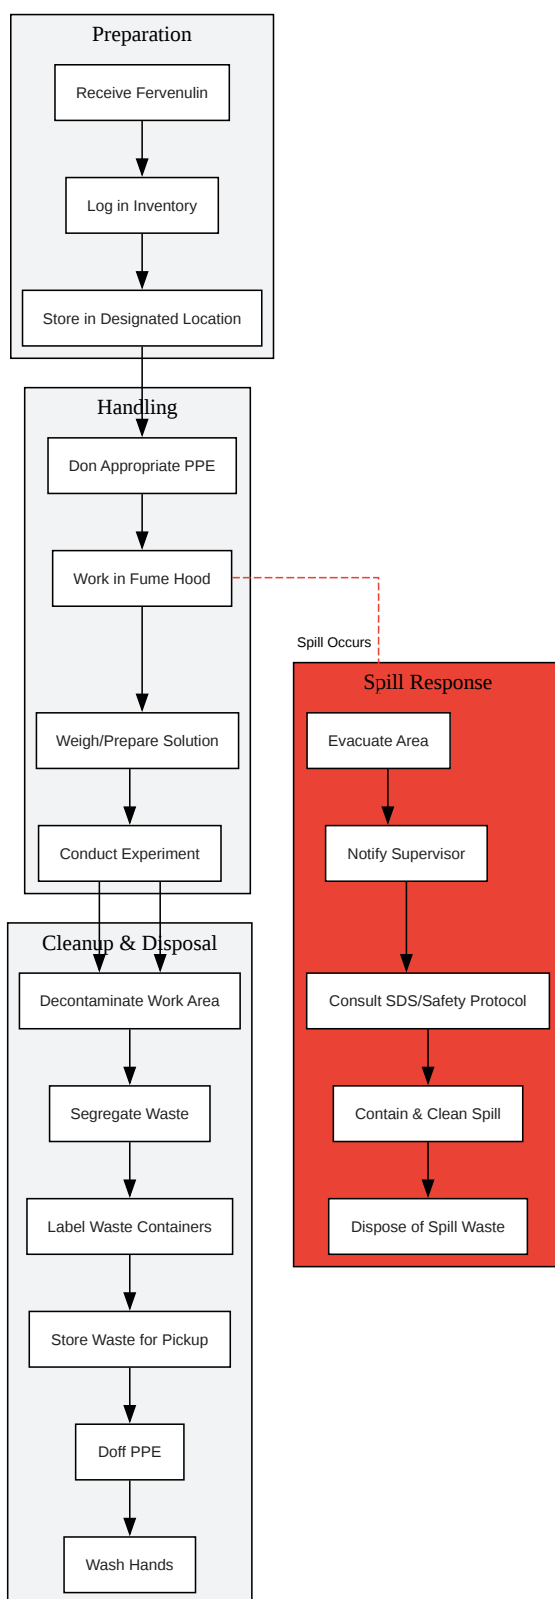 Preparation
Receive Fervenulin
Log in Inventory
Store in Designated Location
Handling
Don Appropriate PPE
Work in Fume Hood
Weigh/Prepare Solution
Conduct Experiment
Spill Occurs
Spill Response
Evacuate Area
Notify Supervisor
Consult SDS/Safety Protocol
Contain & Clean Spill
Dispose of Spill Waste
Cleanup & Disposal
Decontaminate Work Area
Segregate Waste
Label Waste Containers
Store Waste for Pickup
Doff PPE
Wash Hands